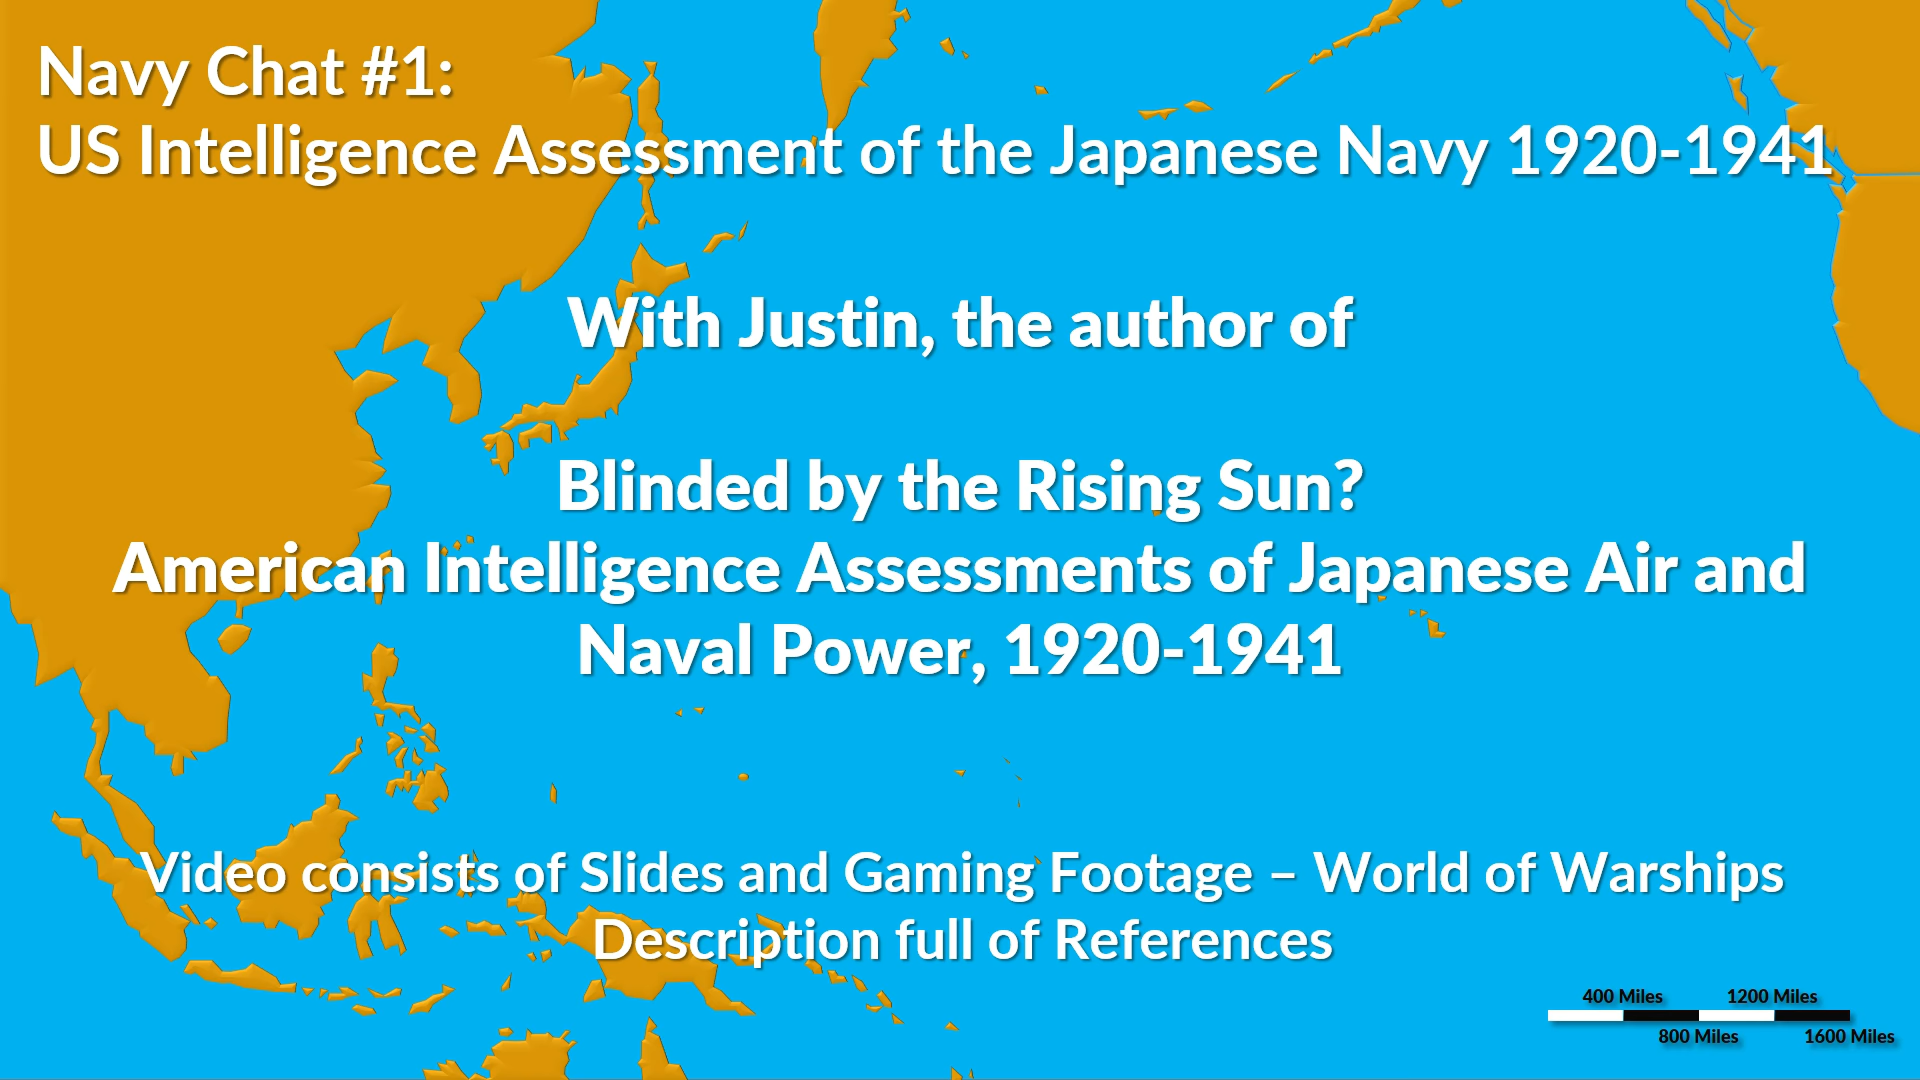 Navy Chat #1:
US Intelligence Assessment of the Japanese Navy 1920-1941
With Justin, the author of
Blinded by the Rising Sun?
American Intelligence Assessments of Japanese Air and
Naval Power, 1920-1941
Video consists of Slides and Gaming Footage – World of Warships
Description full of References
400 Miles 1200 Miles
800 Miles 1600 Miles